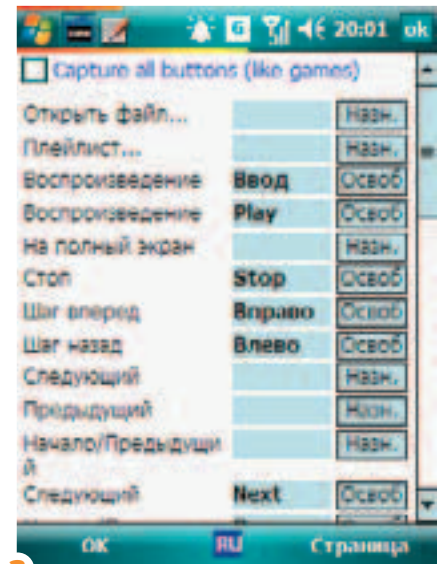 G 20:01 ok
Capture all buttons (like games)
Открыть файл... Назн.
Плейлист... Назн.
Воспроизведение Ввод Освоб
Воспроизведение Play Освоб
На полный экран Назн.
Стоп Stop Освоб
Шаг вперед Вправо Освоб
Шаг назад Влево Освоб
Следующий Назн.
Предыдущий Назн.
Начало/Предыдущи Назн.
й
Следующий Next Освоб
ОК RU Страница